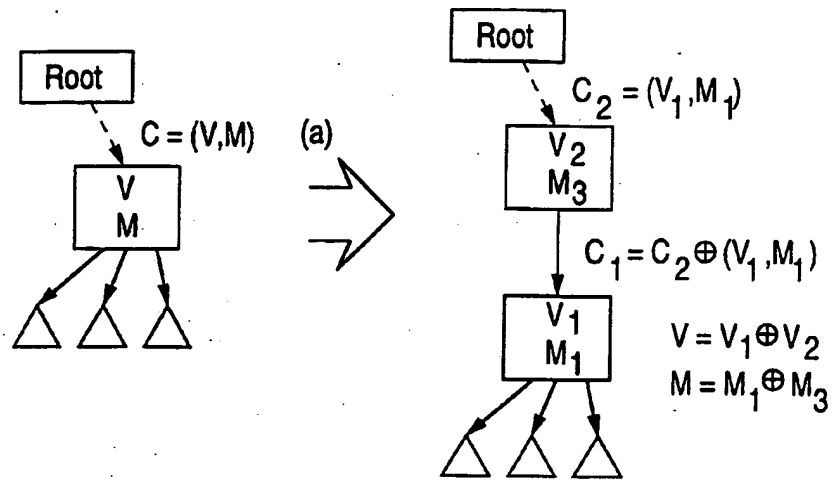 Root
C = (V,M)
V
M
(a)
Root
C₂ = (V₁,M₁)
V₂
M₃
C₁ = C₂ ⊕ (V₁,M₁)
V₁
M₁
V = V₁ ⊕ V₂
M = M₁ ⊕ M₃